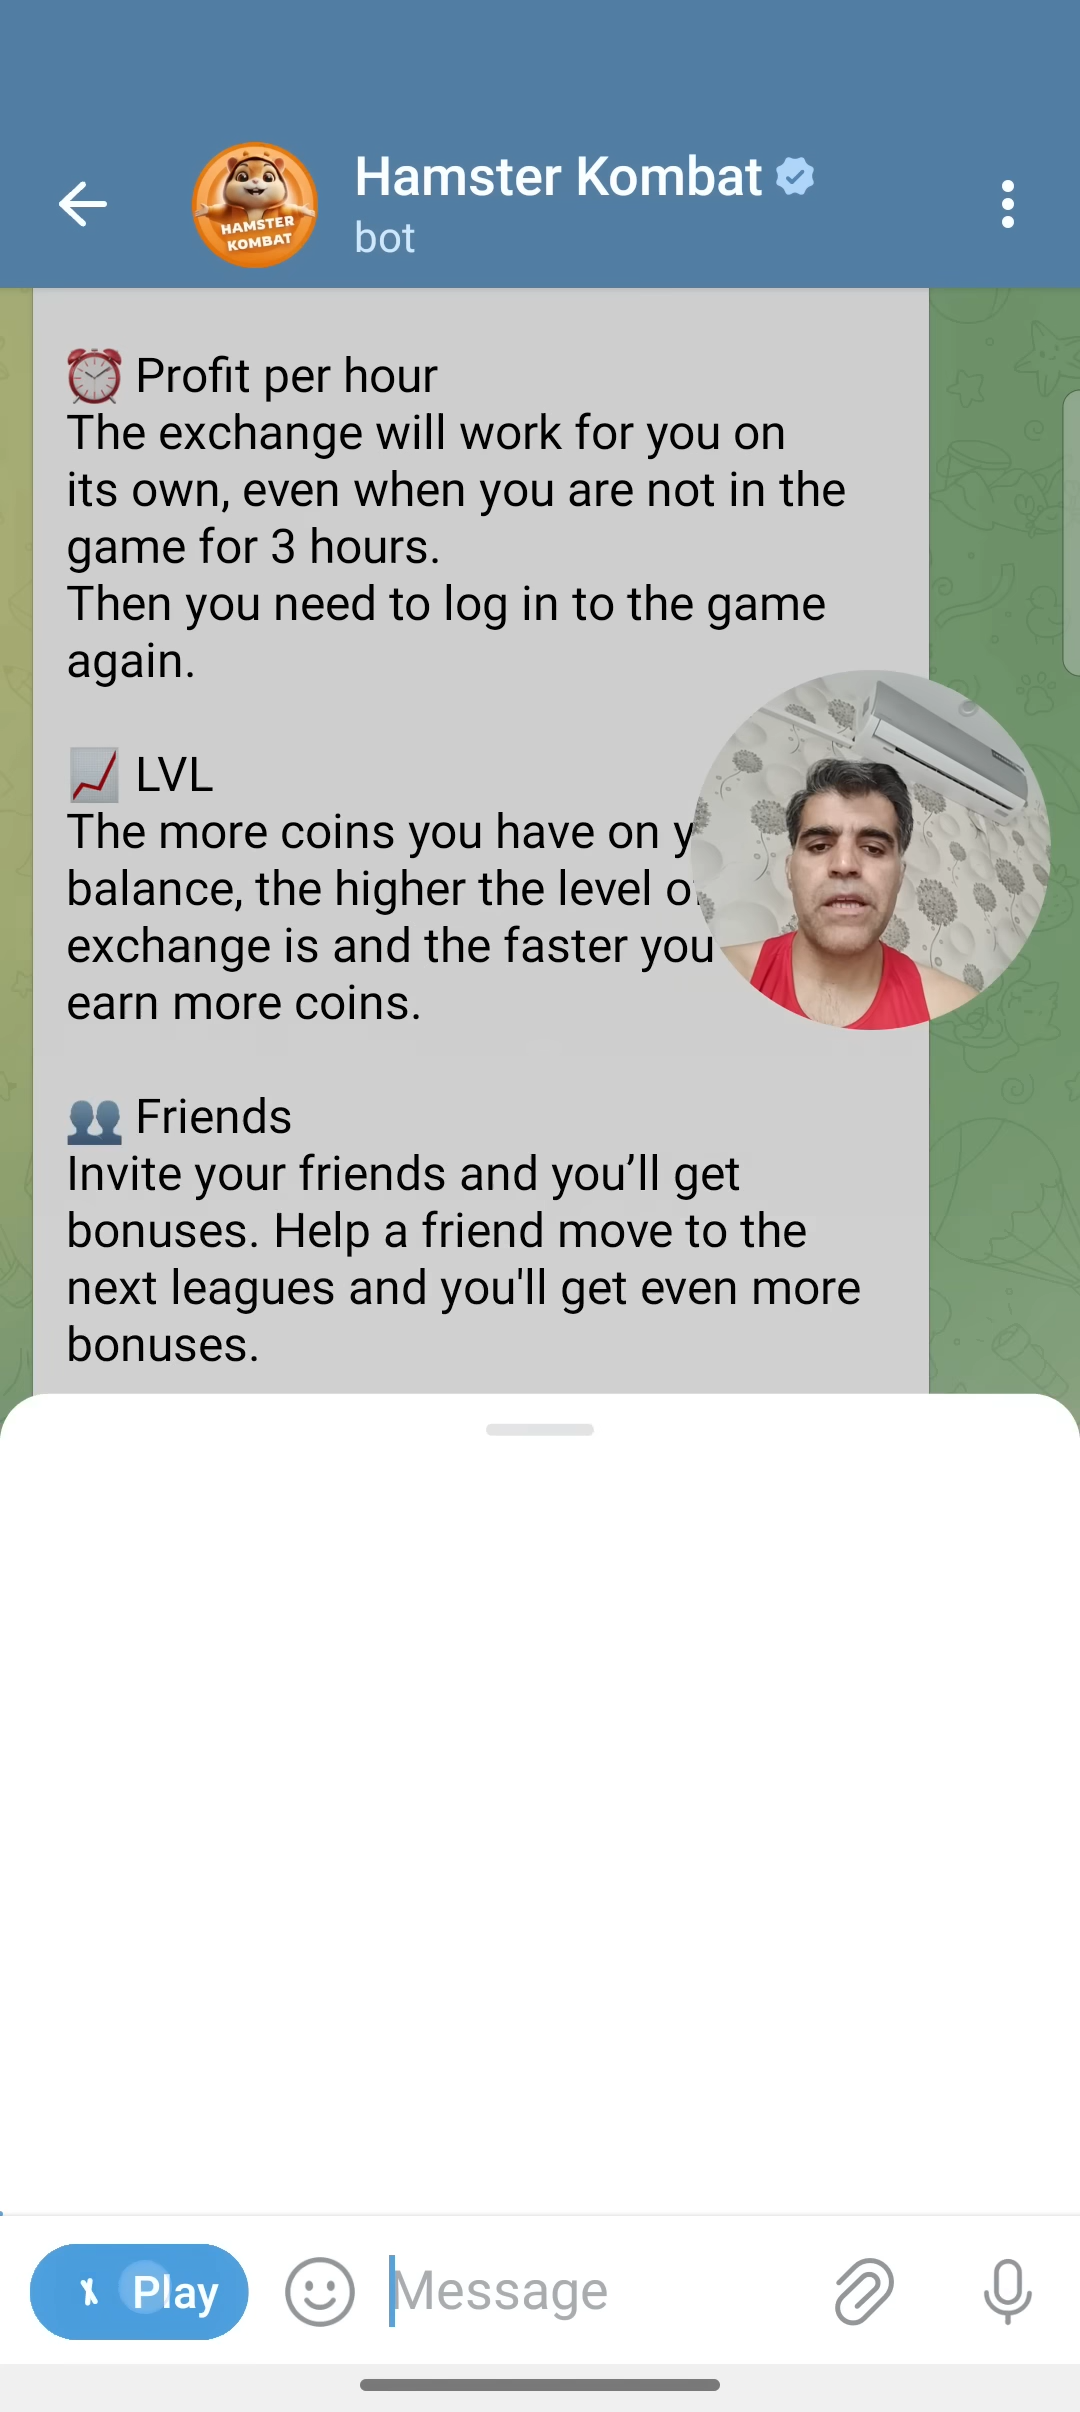 Hamster Kombat
bot
HAMSTER
KOMBAT
Profit per hour
The exchange will work for you on
its own, even when you are not in the
game for 3 hours.
Then you need to log in to the game
again.
LVL
The more coins you have on y
balance, the higher the level o
exchange is and the faster you
earn more coins.
Friends
Invite your friends and you’ll get
bonuses. Help a friend move to the
next leagues and you'll get even more
bonuses.
Play
Message